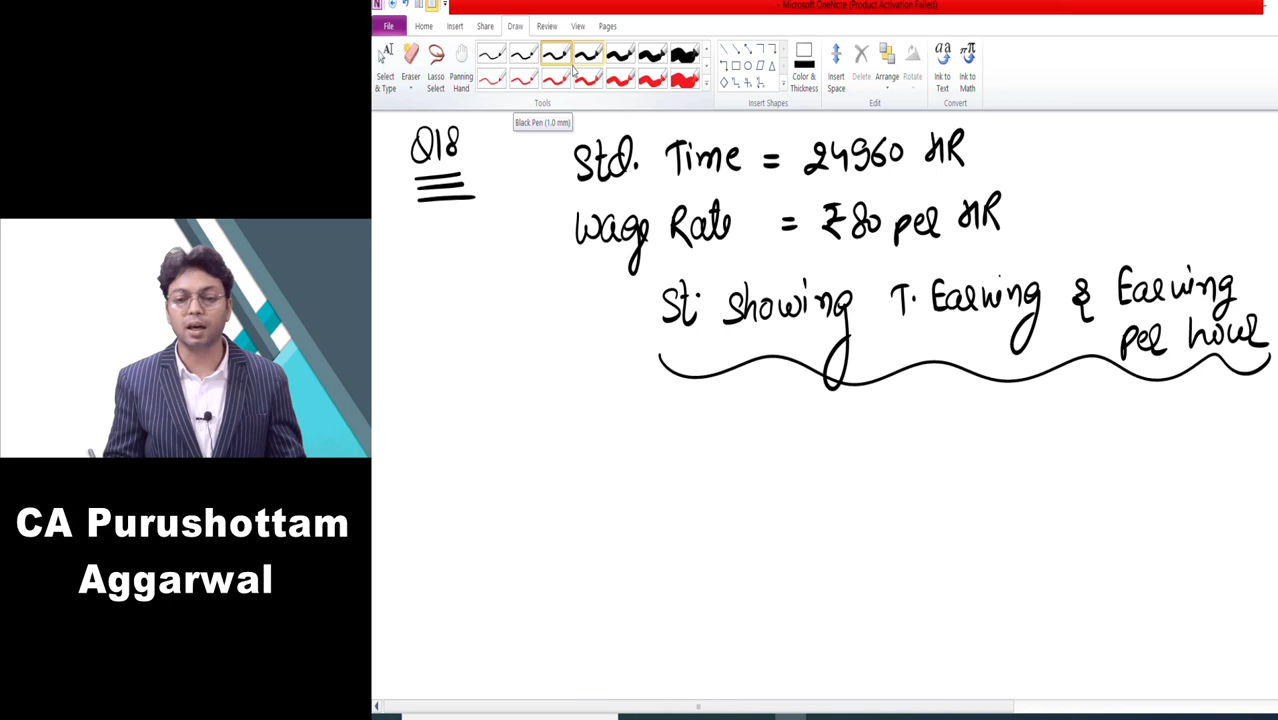 - Microsoft OneNote (Product Activation Failed)
File Home Insert Share Draw Review View Pages
Select & Type Eraser Lasso Select Panning Hand Color & Thickness Insert Space Delete Arrange Rotate Ink to Text Ink to Math
Tools Insert Shapes Edit Convert
Black Pen (1.0 mm)
Q18
Std. Time = 24960 HR
Wage Rate = ₹80 per HR
St. Showing T. Earning & Earning
per hour
CA Purushottam
Aggarwal